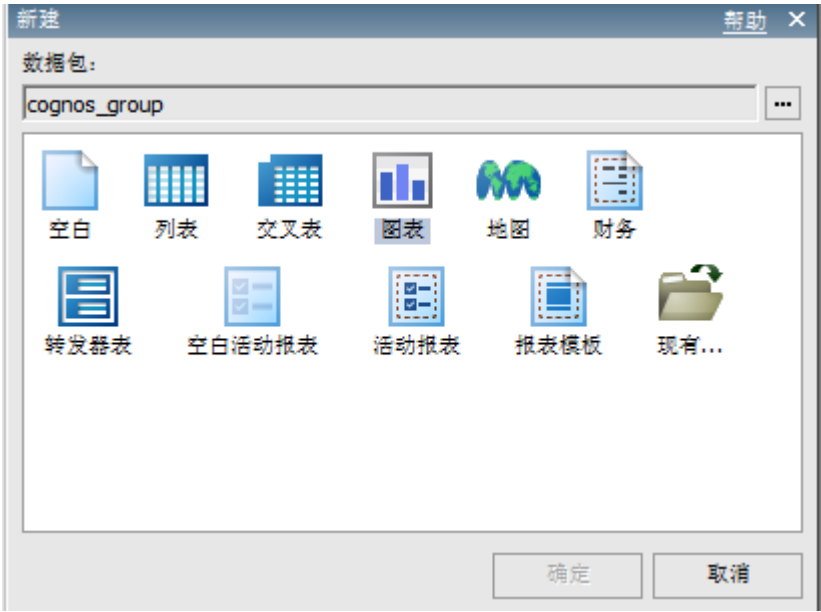 新建 帮助 ×
数据包：
cognos_group ...
空白 列表 交叉表 图表 地图 财务
转发器表 空白活动报表 活动报表 报表模板 现有...
确定 取消